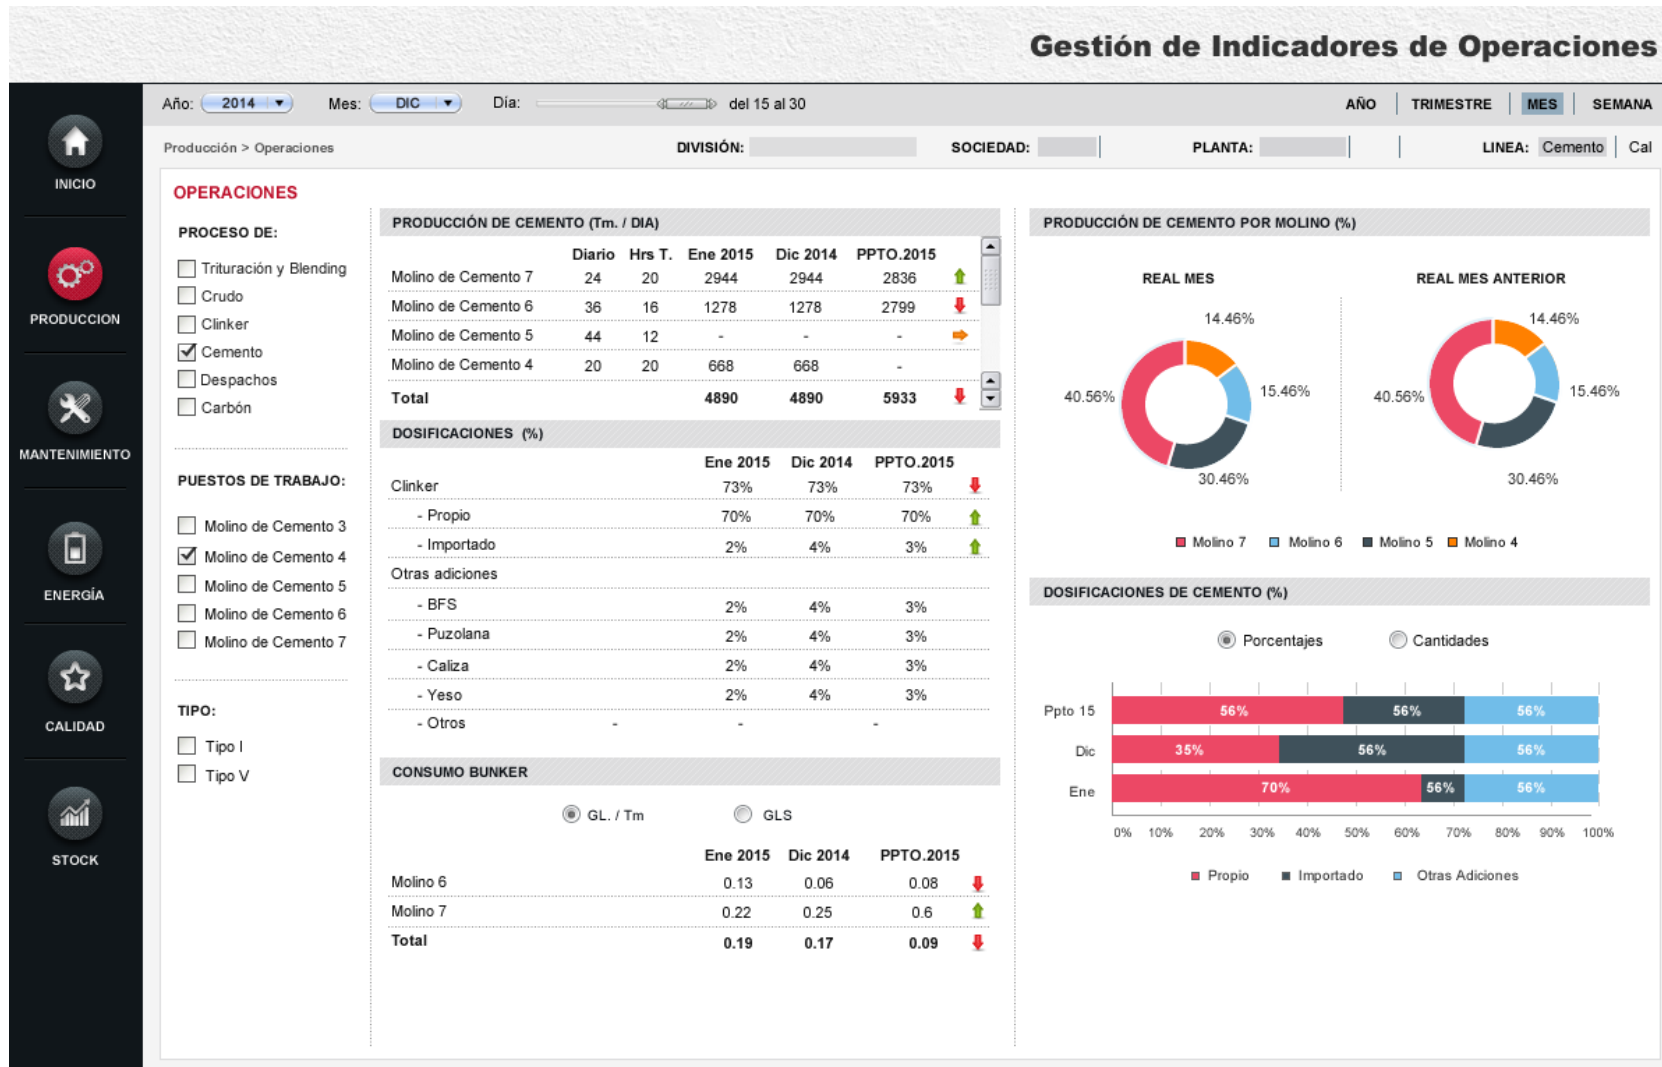 Gestión de Indicadores de Operaciones
Año: 2014 Mes: DIC Día: del 15 al 30 AÑO TRIMESTRE MES SEMANA
Producción > Operaciones DIVISIÓN: SOCIEDAD: PLANTA: LINEA: Cemento Cal
INICIO
PRODUCCION
MANTENIMIENTO
ENERGÍA
CALIDAD
STOCK
OPERACIONES
PROCESO DE:
Trituración y Blending
Crudo
Clinker
Cemento
Despachos
Carbón
PUESTOS DE TRABAJO:
Molino de Cemento 3
Molino de Cemento 4
Molino de Cemento 5
Molino de Cemento 6
Molino de Cemento 7
TIPO:
Tipo I
Tipo V
PRODUCCIÓN DE CEMENTO (Tm. / DIA)
Diario Hrs T. Ene 2015 Dic 2014 PPTO.2015
Molino de Cemento 7 24 20 2944 2944 2836
Molino de Cemento 6 36 16 1278 1278 2799
Molino de Cemento 5 44 12 - - -
Molino de Cemento 4 20 20 668 668 -
Total 4890 4890 5933
DOSIFICACIONES (%)
Ene 2015 Dic 2014 PPTO.2015
Clinker 73% 73% 73%
- Propio 70% 70% 70%
- Importado 2% 4% 3%
Otras adiciones
- BFS 2% 4% 3%
- Puzolana 2% 4% 3%
- Caliza 2% 4% 3%
- Yeso 2% 4% 3%
- Otros - - -
CONSUMO BUNKER
GL. / Tm GLS
Ene 2015 Dic 2014 PPTO.2015
Molino 6 0.13 0.06 0.08
Molino 7 0.22 0.25 0.6
Total 0.19 0.17 0.09
PRODUCCIÓN DE CEMENTO POR MOLINO (%)
REAL MES REAL MES ANTERIOR
14.46% 14.46%
40.56% 15.46% 40.56% 15.46%
30.46% 30.46%
Molino 7 Molino 6 Molino 5 Molino 4
DOSIFICACIONES DE CEMENTO (%)
Porcentajes Cantidades
Ppto 15 56% 56% 56%
Dic 35% 56% 56%
Ene 70% 56% 56%
0% 10% 20% 30% 40% 50% 60% 70% 80% 90% 100%
Propio Importado Otras Adiciones